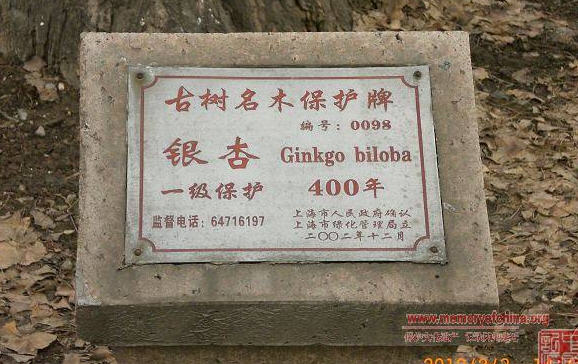 古树名木保护牌
编号：0098
银杏 Ginkgo biloba
一级保护 400年
监督电话：64716197
上海市人民政府确认
上海市绿化管理局立
二〇〇二年十二月
www.memoryofchina.org